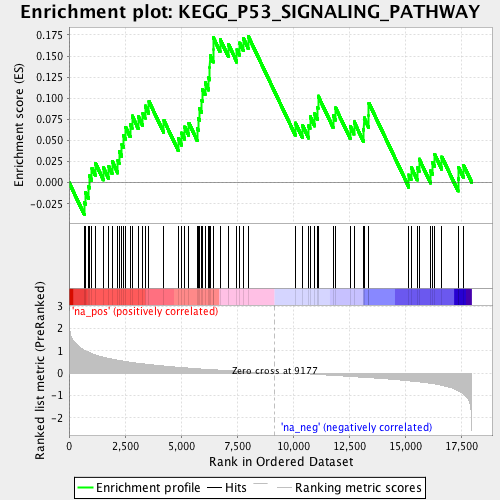 Enrichment plot: KEGG_P53_SIGNALING_PATHWAY
Enrichment score (ES)
0.175
0.150
0.125
0.100
0.075
0.050
0.025
0.000
-0.025
'na_pos' (positively correlated)
Ranked list metric (PreRanked)
3
2
1
0
-1
-2
Zero cross at 9177
'na_neg' (negatively correlated)
0
2,500
5,000
7,500
10,000
12,500
15,000
17,500
Rank in Ordered Dataset
Enrichment profile
Hits
Ranking metric scores